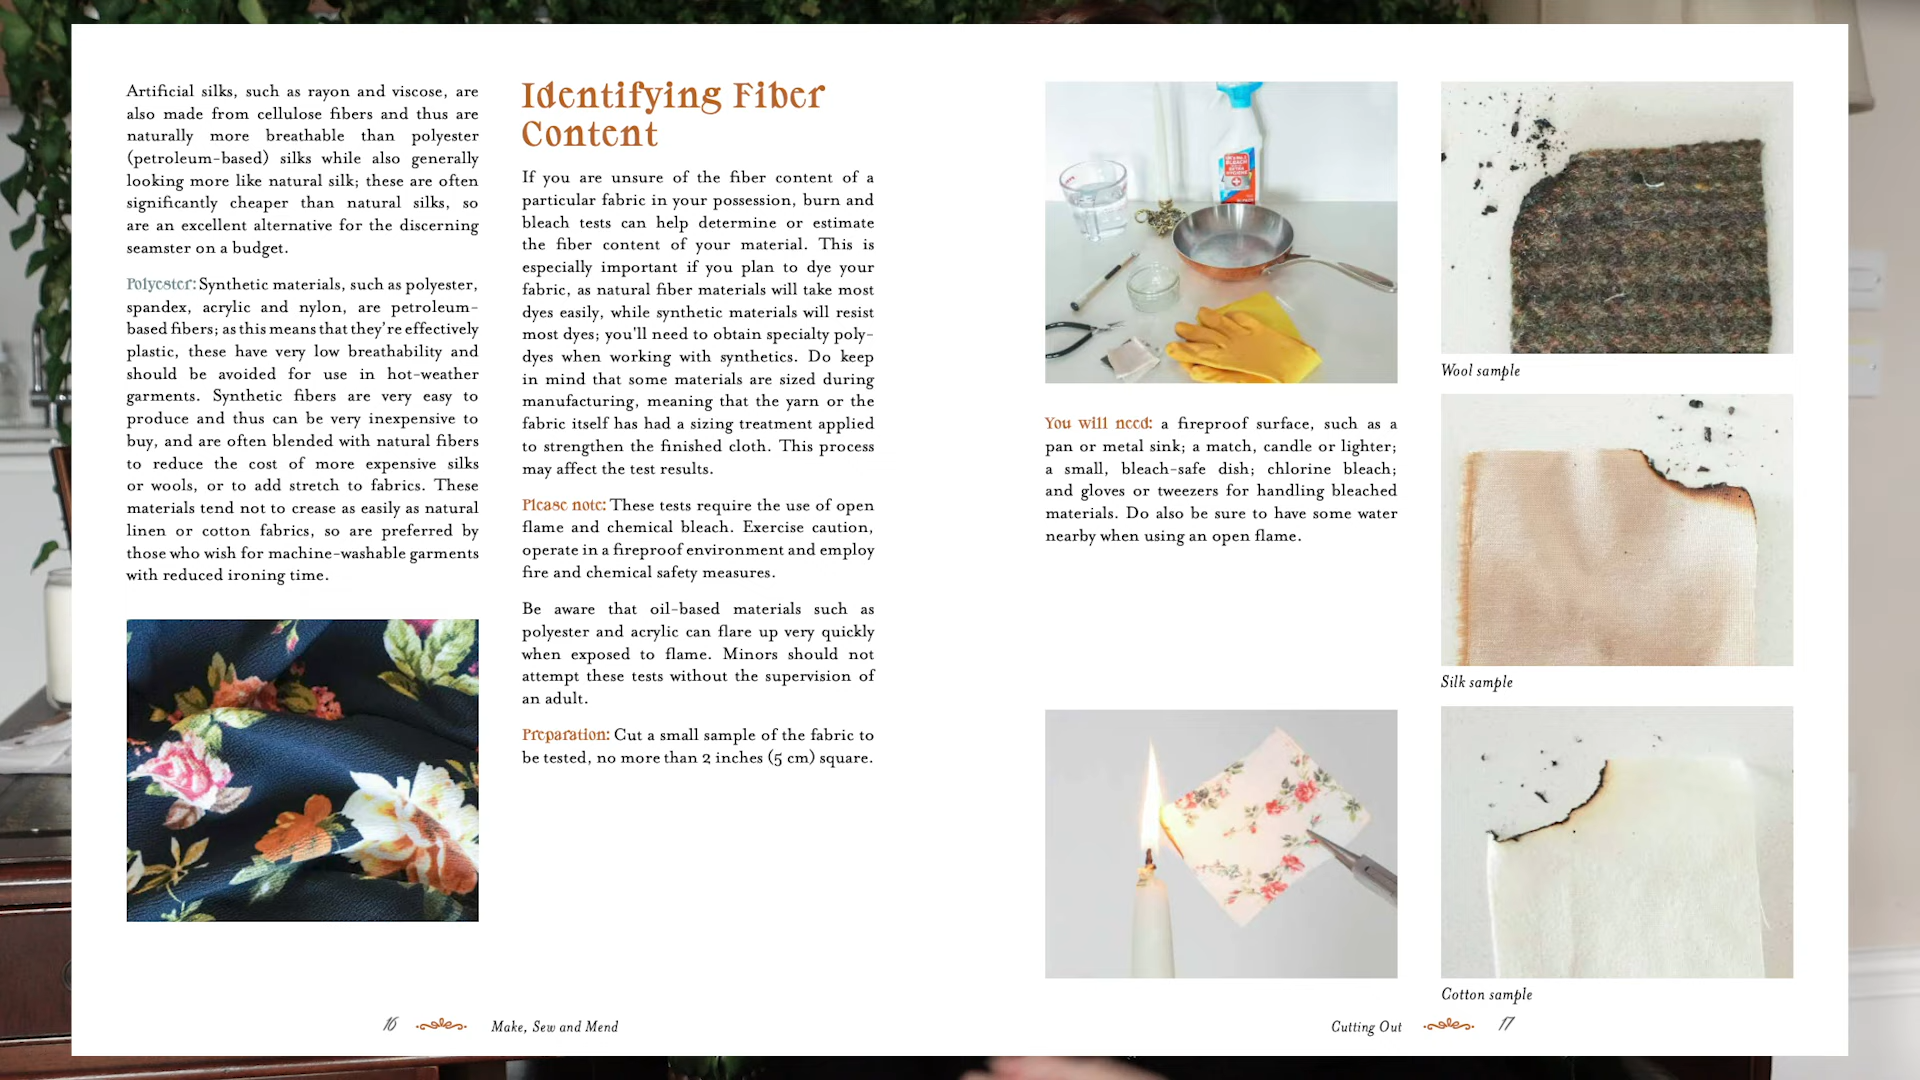 Artificial silks, such as rayon and viscose, are
also made from cellulose fibers and thus are
naturally more breathable than polyester
(petroleum-based) silks while also generally
looking more like natural silk; these are often
significantly cheaper than natural silks, so
are an excellent alternative for the discerning
seamster on a budget.
Polyester: Synthetic materials, such as polyester,
spandex, acrylic and nylon, are petroleum-
based fibers; as this means that they're effectively
plastic, these have very low breathability and
should be avoided for use in hot-weather
garments. Synthetic fibers are very easy to
produce and thus can be very inexpensive to
buy, and are often blended with natural fibers
to reduce the cost of more expensive silks
or wools, or to add stretch to fabrics. These
materials tend not to crease as easily as natural
linen or cotton fabrics, so are preferred by
those who wish for machine-washable garments
with reduced ironing time.
Identifying Fiber
Content
If you are unsure of the fiber content of a
particular fabric in your possession, burn and
bleach tests can help determine or estimate
the fiber content of your material. This is
especially important if you plan to dye your
fabric, as natural fiber materials will take most
dyes easily, while synthetic materials will resist
most dyes; you'll need to obtain specialty poly-
dyes when working with synthetics. Do keep
in mind that some materials are sized during
manufacturing, meaning that the yarn or the
fabric itself has had a sizing treatment applied
to strengthen the finished cloth. This process
may affect the test results.
Please note: These tests require the use of open
flame and chemical bleach. Exercise caution,
operate in a fireproof environment and employ
fire and chemical safety measures.
Be aware that oil-based materials such as
polyester and acrylic can flare up very quickly
when exposed to flame. Minors should not
attempt these tests without the supervision of
an adult.
Preparation: Cut a small sample of the fabric to
be tested, no more than 2 inches (5 cm) square.
16
Make, Sew and Mend
BLEACH
You will need: a fireproof surface, such as a
pan or metal sink; a match, candle or lighter;
a small, bleach-safe dish; chlorine bleach;
and gloves or tweezers for handling bleached
materials. Do also be sure to have some water
nearby when using an open flame.
Wool sample
Silk sample
Cotton sample
Cutting Out
17